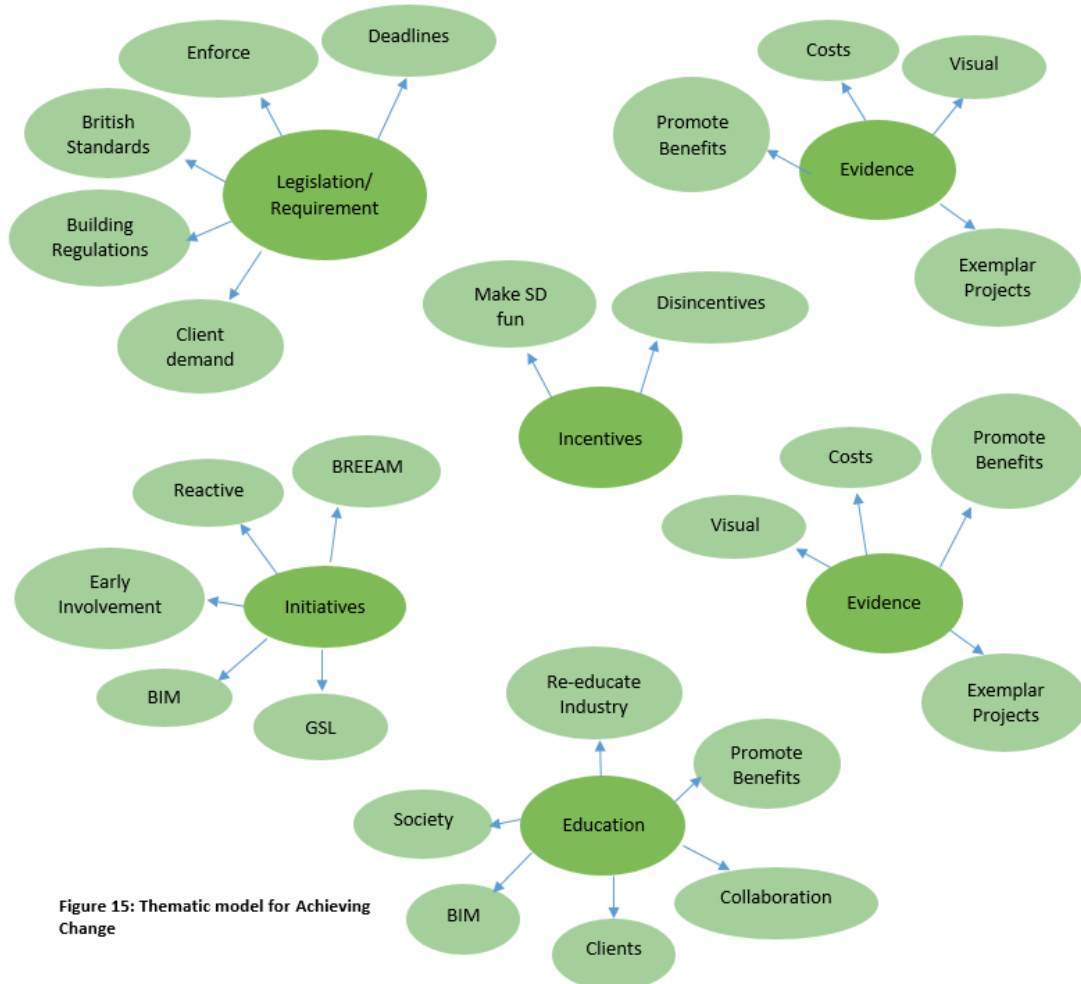 Deadlines
Enforce
British
Standards
Building
Regulations
Client
demand
Legislation/
Requirement
Costs
Visual
Promote
Benefits
Evidence
Exemplar
Projects
Make SD
fun
Disincentives
Incentives
BREEAM
Reactive
Early
Involvement
Initiatives
BIM
GSL
Promote
Benefits
Costs
Visual
Evidence
Exemplar
Projects
Re-educate
Industry
Promote
Benefits
Society
Education
Collaboration
BIM
Clients
Figure 15: Thematic model for Achieving
Change